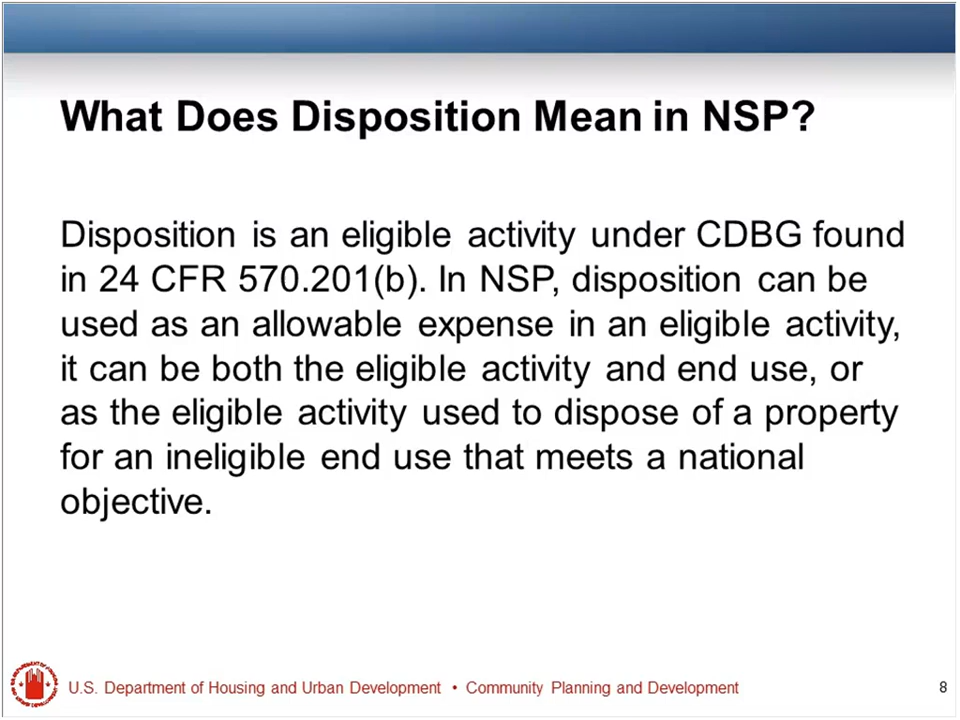 What Does Disposition Mean in NSP?
Disposition is an eligible activity under CDBG found
in 24 CFR 570.201(b). In NSP, disposition can be
used as an allowable expense in an eligible activity,
it can be both the eligible activity and end use, or
as the eligible activity used to dispose of a property
for an ineligible end use that meets a national
objective.
U.S. Department of Housing and Urban Development • Community Planning and Development
8